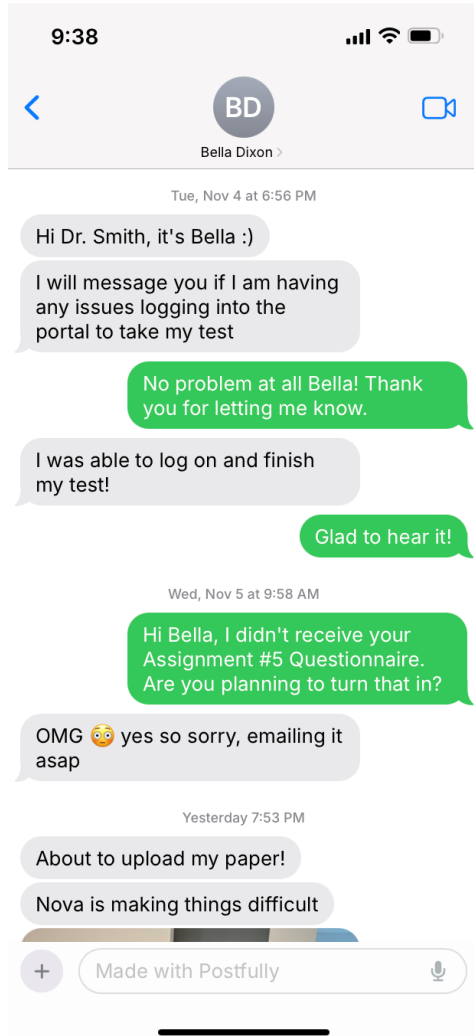 9:38
BD
Bella Dixon
Tue, Nov 4 at 6:56 PM
Hi Dr. Smith, it's Bella :)
I will message you if I am having
any issues logging into the
portal to take my test
No problem at all Bella! Thank
you for letting me know.
I was able to log on and finish
my test!
Glad to hear it!
Wed, Nov 5 at 9:58 AM
Hi Bella, I didn't receive your
Assignment #5 Questionnaire.
Are you planning to turn that in?
OMG 😳 yes so sorry, emailing it
asap
Yesterday 7:53 PM
About to upload my paper!
Nova is making things difficult
Made with Postfully